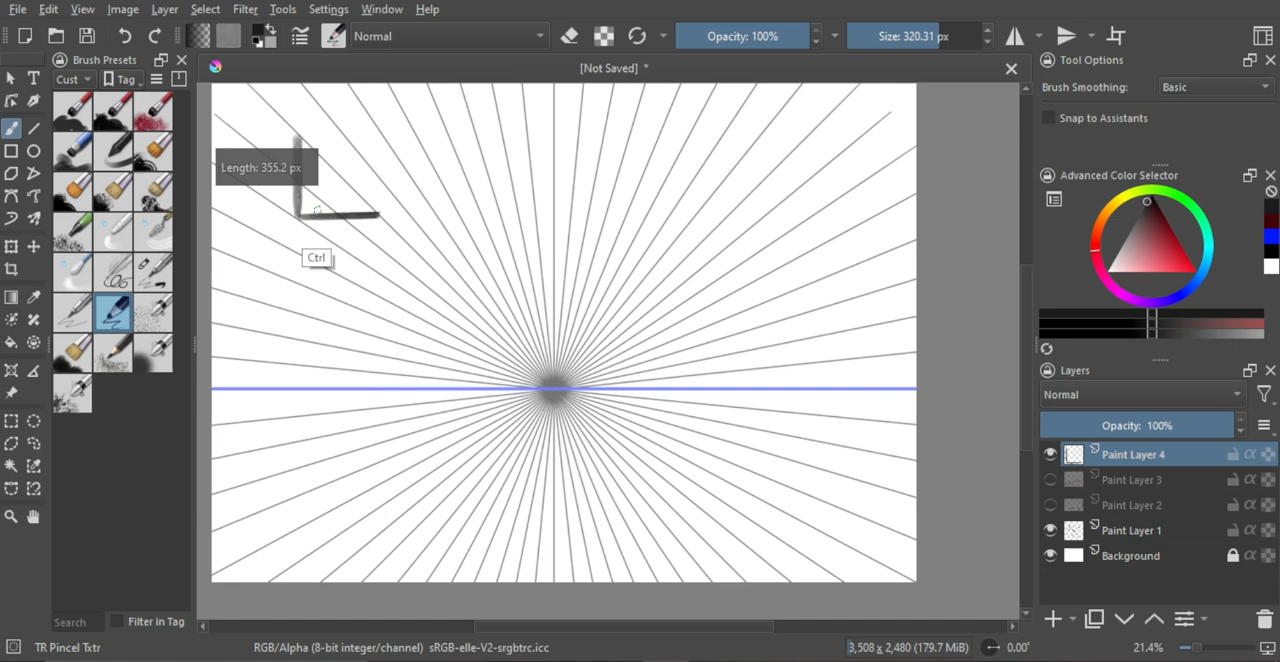 File Edit View Image Layer Select Filter Tools Settings Window Help
Normal
Opacity: 100%
Size: 320.31 px
Brush Presets
[Not Saved] *
Tool Options
Cust
Tag
Brush Smoothing:
Basic
Snap to Assistants
Length: 355.2 px
Advanced Color Selector
Ctrl
Layers
Normal
Opacity: 100%
Paint Layer 4
Paint Layer 3
Paint Layer 2
Paint Layer 1
Background
Search
Filter in Tag
TR Pincel Txtr
RGB/Alpha (8-bit integer/channel) sRGB-elle-V2-srgbtrc.icc
3,508 x 2,480 (179.7 MiB)
0.00°
21.4%